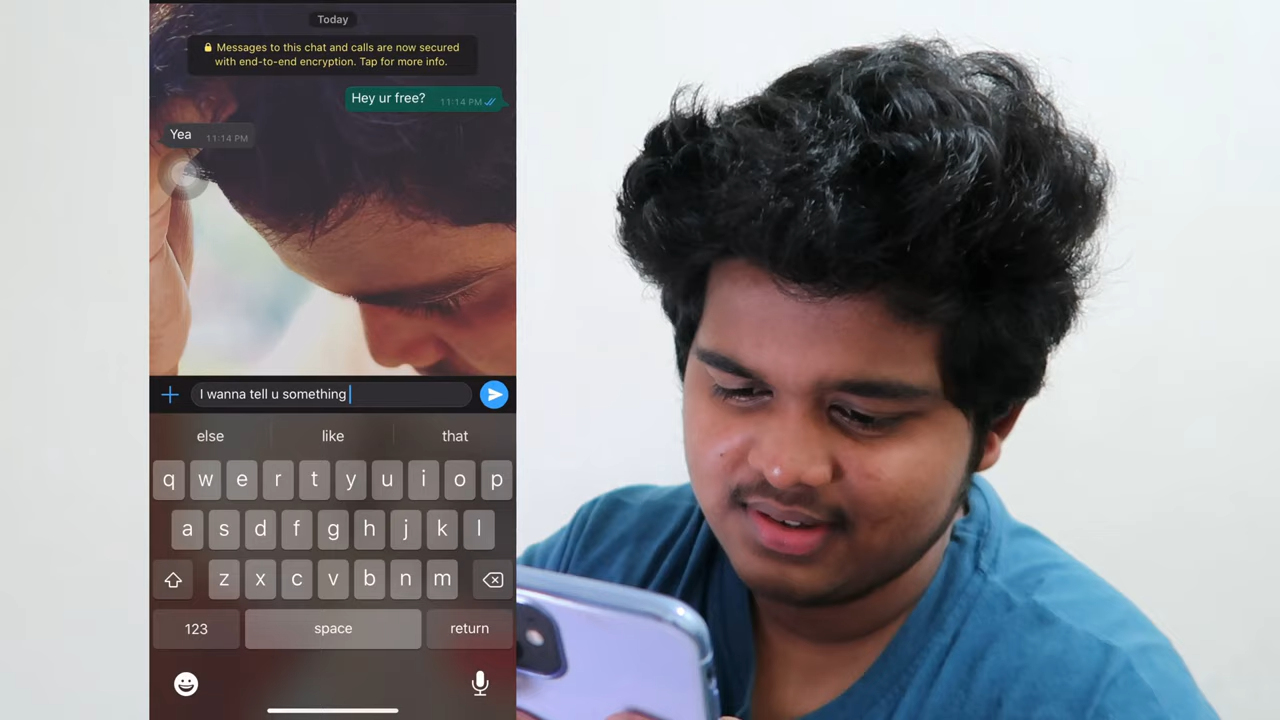 Today
🔒 Messages to this chat and calls are now secured
with end-to-end encryption. Tap for more info.
Hey ur free? 11:14 PM
Yea 11:14 PM
I wanna tell u something
else like that
q w e r t y u i o p
a s d f g h j k l
z x c v b n m
123 space return